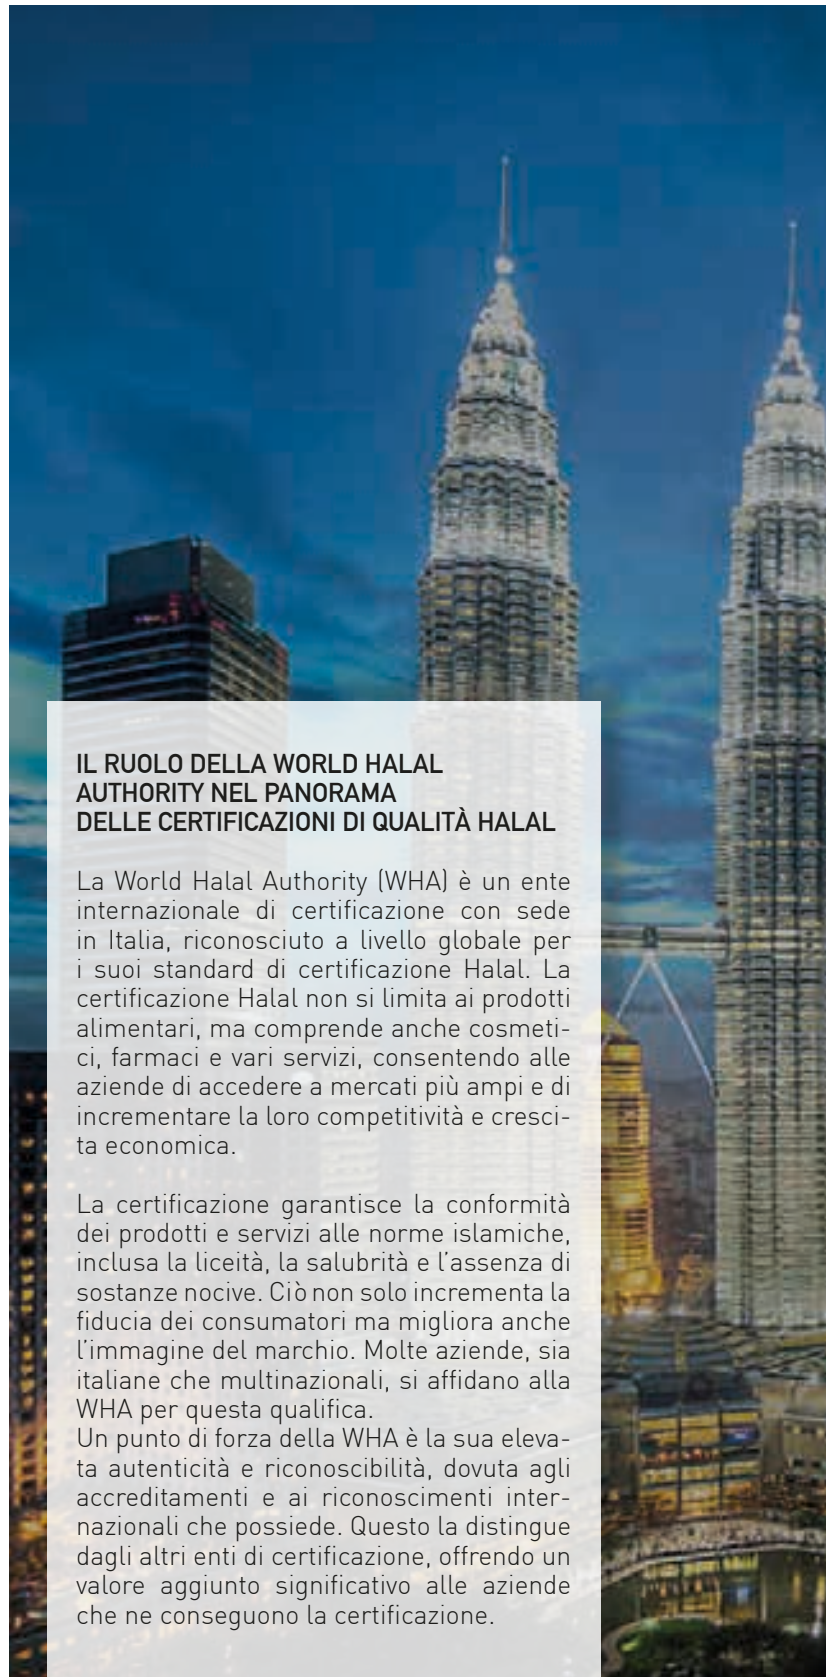 IL RUOLO DELLA WORLD HALAL
AUTHORITY NEL PANORAMA
DELLE CERTIFICAZIONI DI QUALITÀ HALAL
La World Halal Authority (WHA) è un ente
internazionale di certificazione con sede
in Italia, riconosciuto a livello globale per
i suoi standard di certificazione Halal. La
certificazione Halal non si limita ai prodotti
alimentari, ma comprende anche cosmeti-
ci, farmaci e vari servizi, consentendo alle
aziende di accedere a mercati più ampi e di
incrementare la loro competitività e cresci-
ta economica.
La certificazione garantisce la conformità
dei prodotti e servizi alle norme islamiche,
inclusa la liceità, la salubrità e l’assenza di
sostanze nocive. Ciò non solo incrementa la
fiducia dei consumatori ma migliora anche
l’immagine del marchio. Molte aziende, sia
italiane che multinazionali, si affidano alla
WHA per questa qualifica.
Un punto di forza della WHA è la sua eleva-
ta autenticità e riconoscibilità, dovuta agli
accreditamenti e ai riconoscimenti inter-
nazionali che possiede. Questo la distingue
dagli altri enti di certificazione, offrendo un
valore aggiunto significativo alle aziende
che ne conseguono la certificazione.